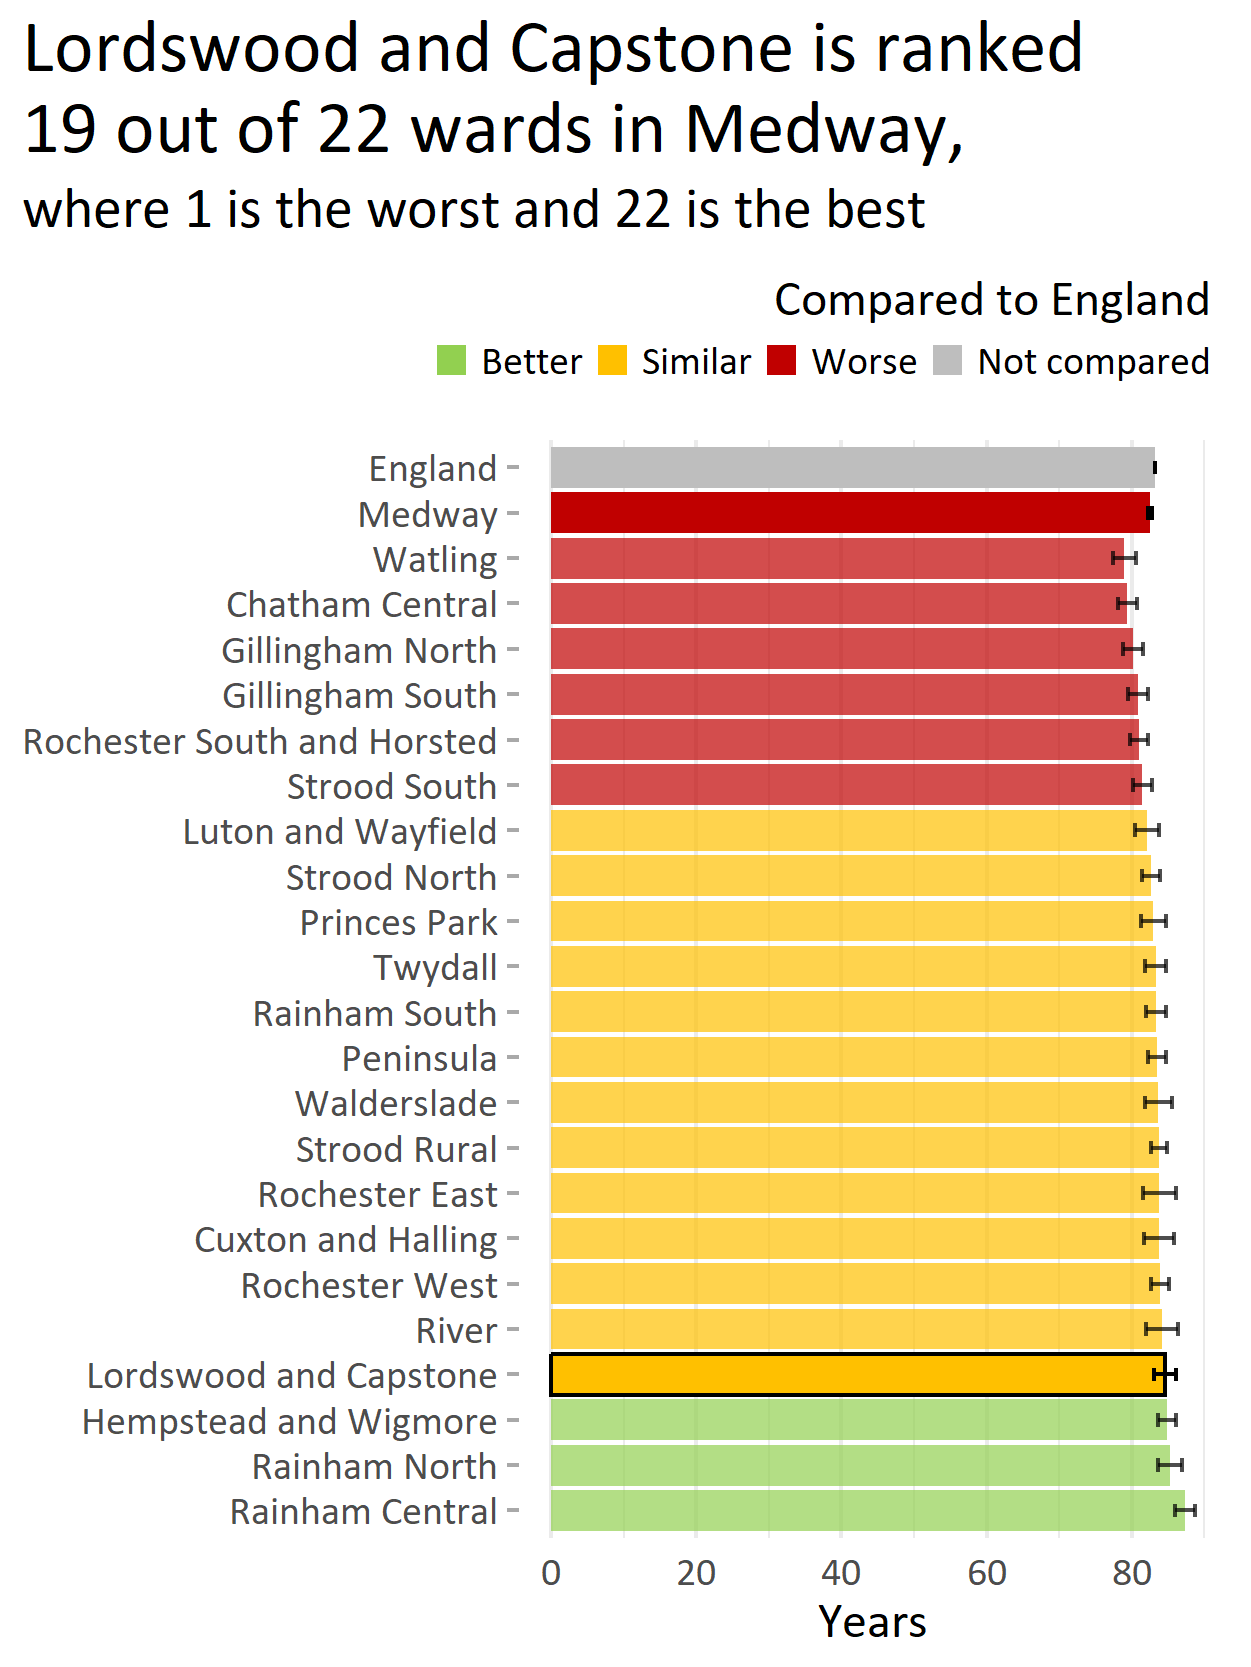 Lordswood and Capstone is ranked
19 out of 22 wards in Medway,
where 1 is the worst and 22 is the best
Compared to England
Better Similar Worse Not compared
England
Medway
Watling
Chatham Central
Gillingham North
Gillingham South
Rochester South and Horsted
Strood South
Luton and Wayfield
Strood North
Princes Park
Twydall
Rainham South
Peninsula
Walderslade
Strood Rural
Rochester East
Cuxton and Halling
Rochester West
River
Lordswood and Capstone
Hempstead and Wigmore
Rainham North
Rainham Central
0 20 40 60 80
Years